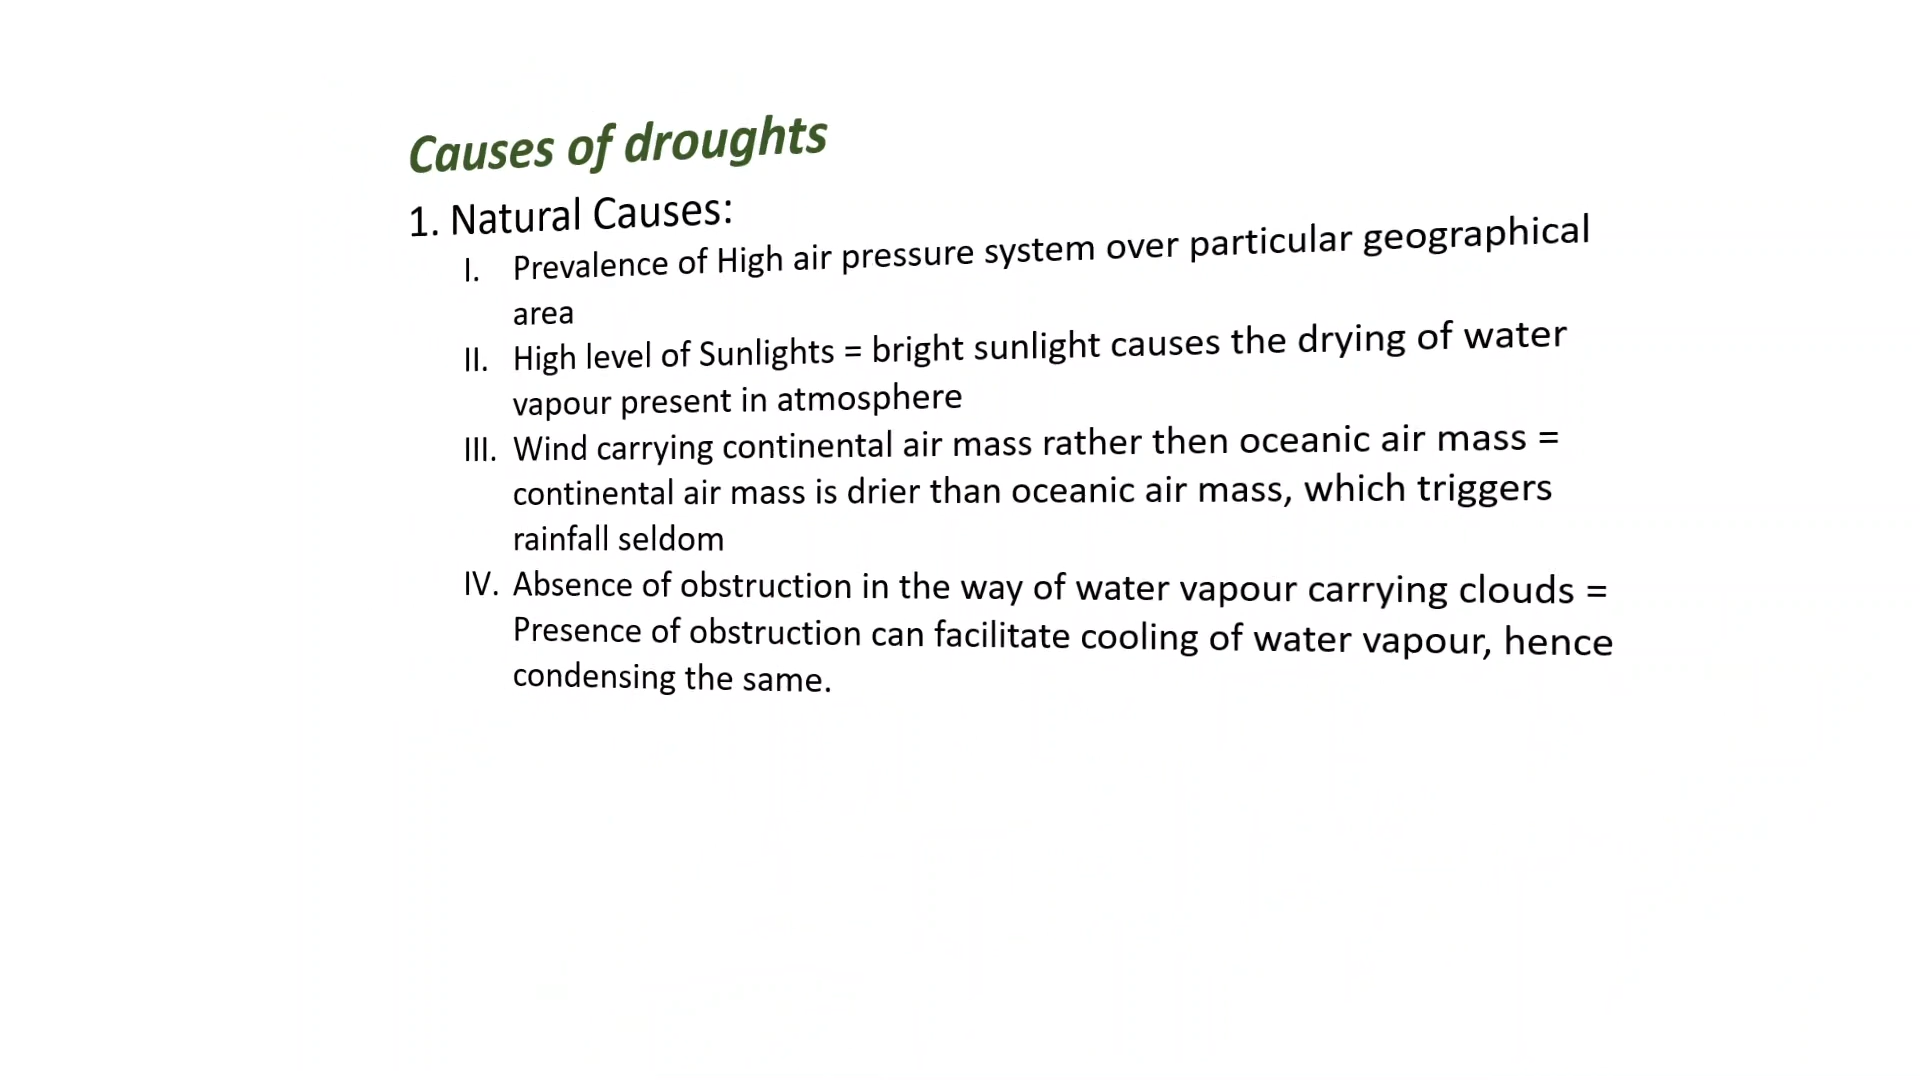 Causes of droughts
1. Natural Causes:
I. Prevalence of High air pressure system over particular geographical
area
II. High level of Sunlights = bright sunlight causes the drying of water
vapour present in atmosphere
III. Wind carrying continental air mass rather then oceanic air mass =
continental air mass is drier than oceanic air mass, which triggers
rainfall seldom
IV. Absence of obstruction in the way of water vapour carrying clouds =
Presence of obstruction can facilitate cooling of water vapour, hence
condensing the same.